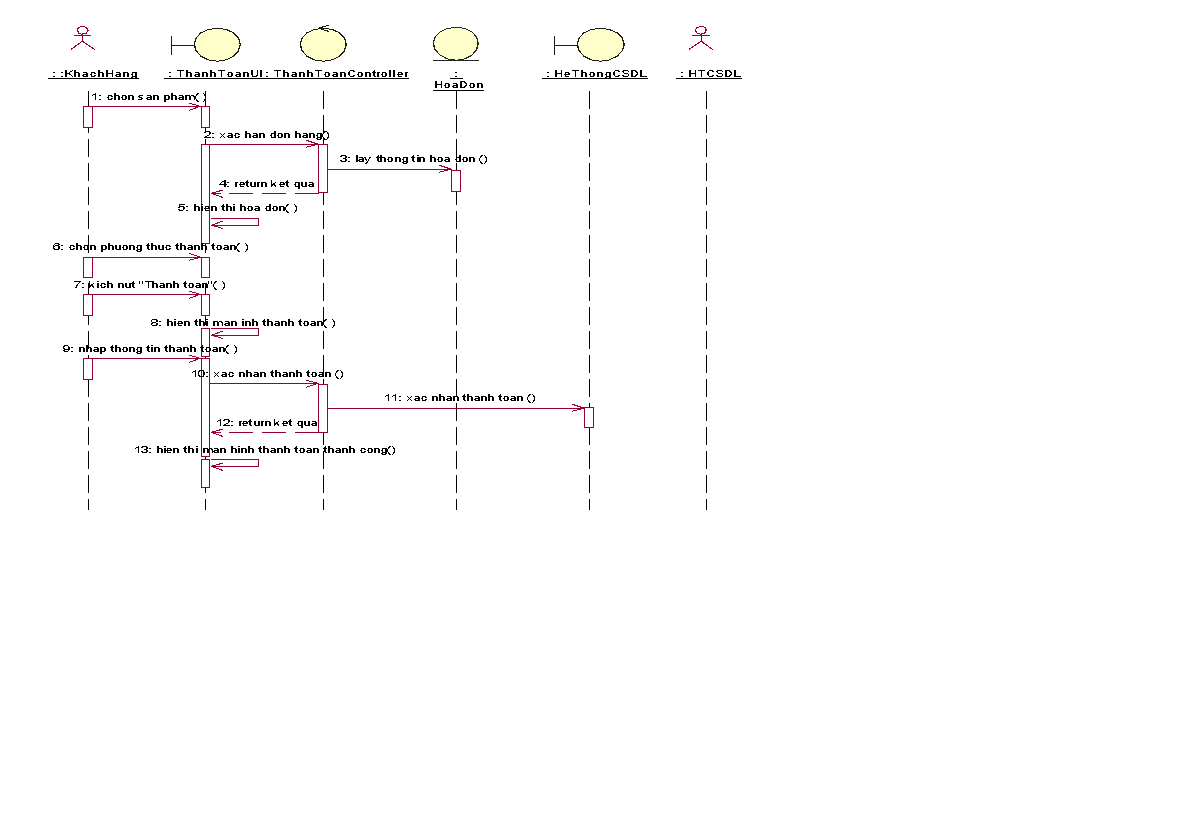 : :KhachHang
: ThanhToanUI
: ThanhToanController
:
HoaDon
: HeThongCSDL
: HTCSDL
1: chon san pham( )
2: xac han don hang()
3: lay thong tin hoa don ()
4: return ket qua
5: hien thi hoa don( )
6: chon phuong thuc thanh toan( )
7: kich nut "Thanh toan"( )
8: hien thi man inh thanh toan( )
9: nhap thong tin thanh toan( )
10: xac nhan thanh toan ()
11: xac nhan thanh toan ()
12: return ket qua
13: hien thi man hinh thanh toan thanh cong()